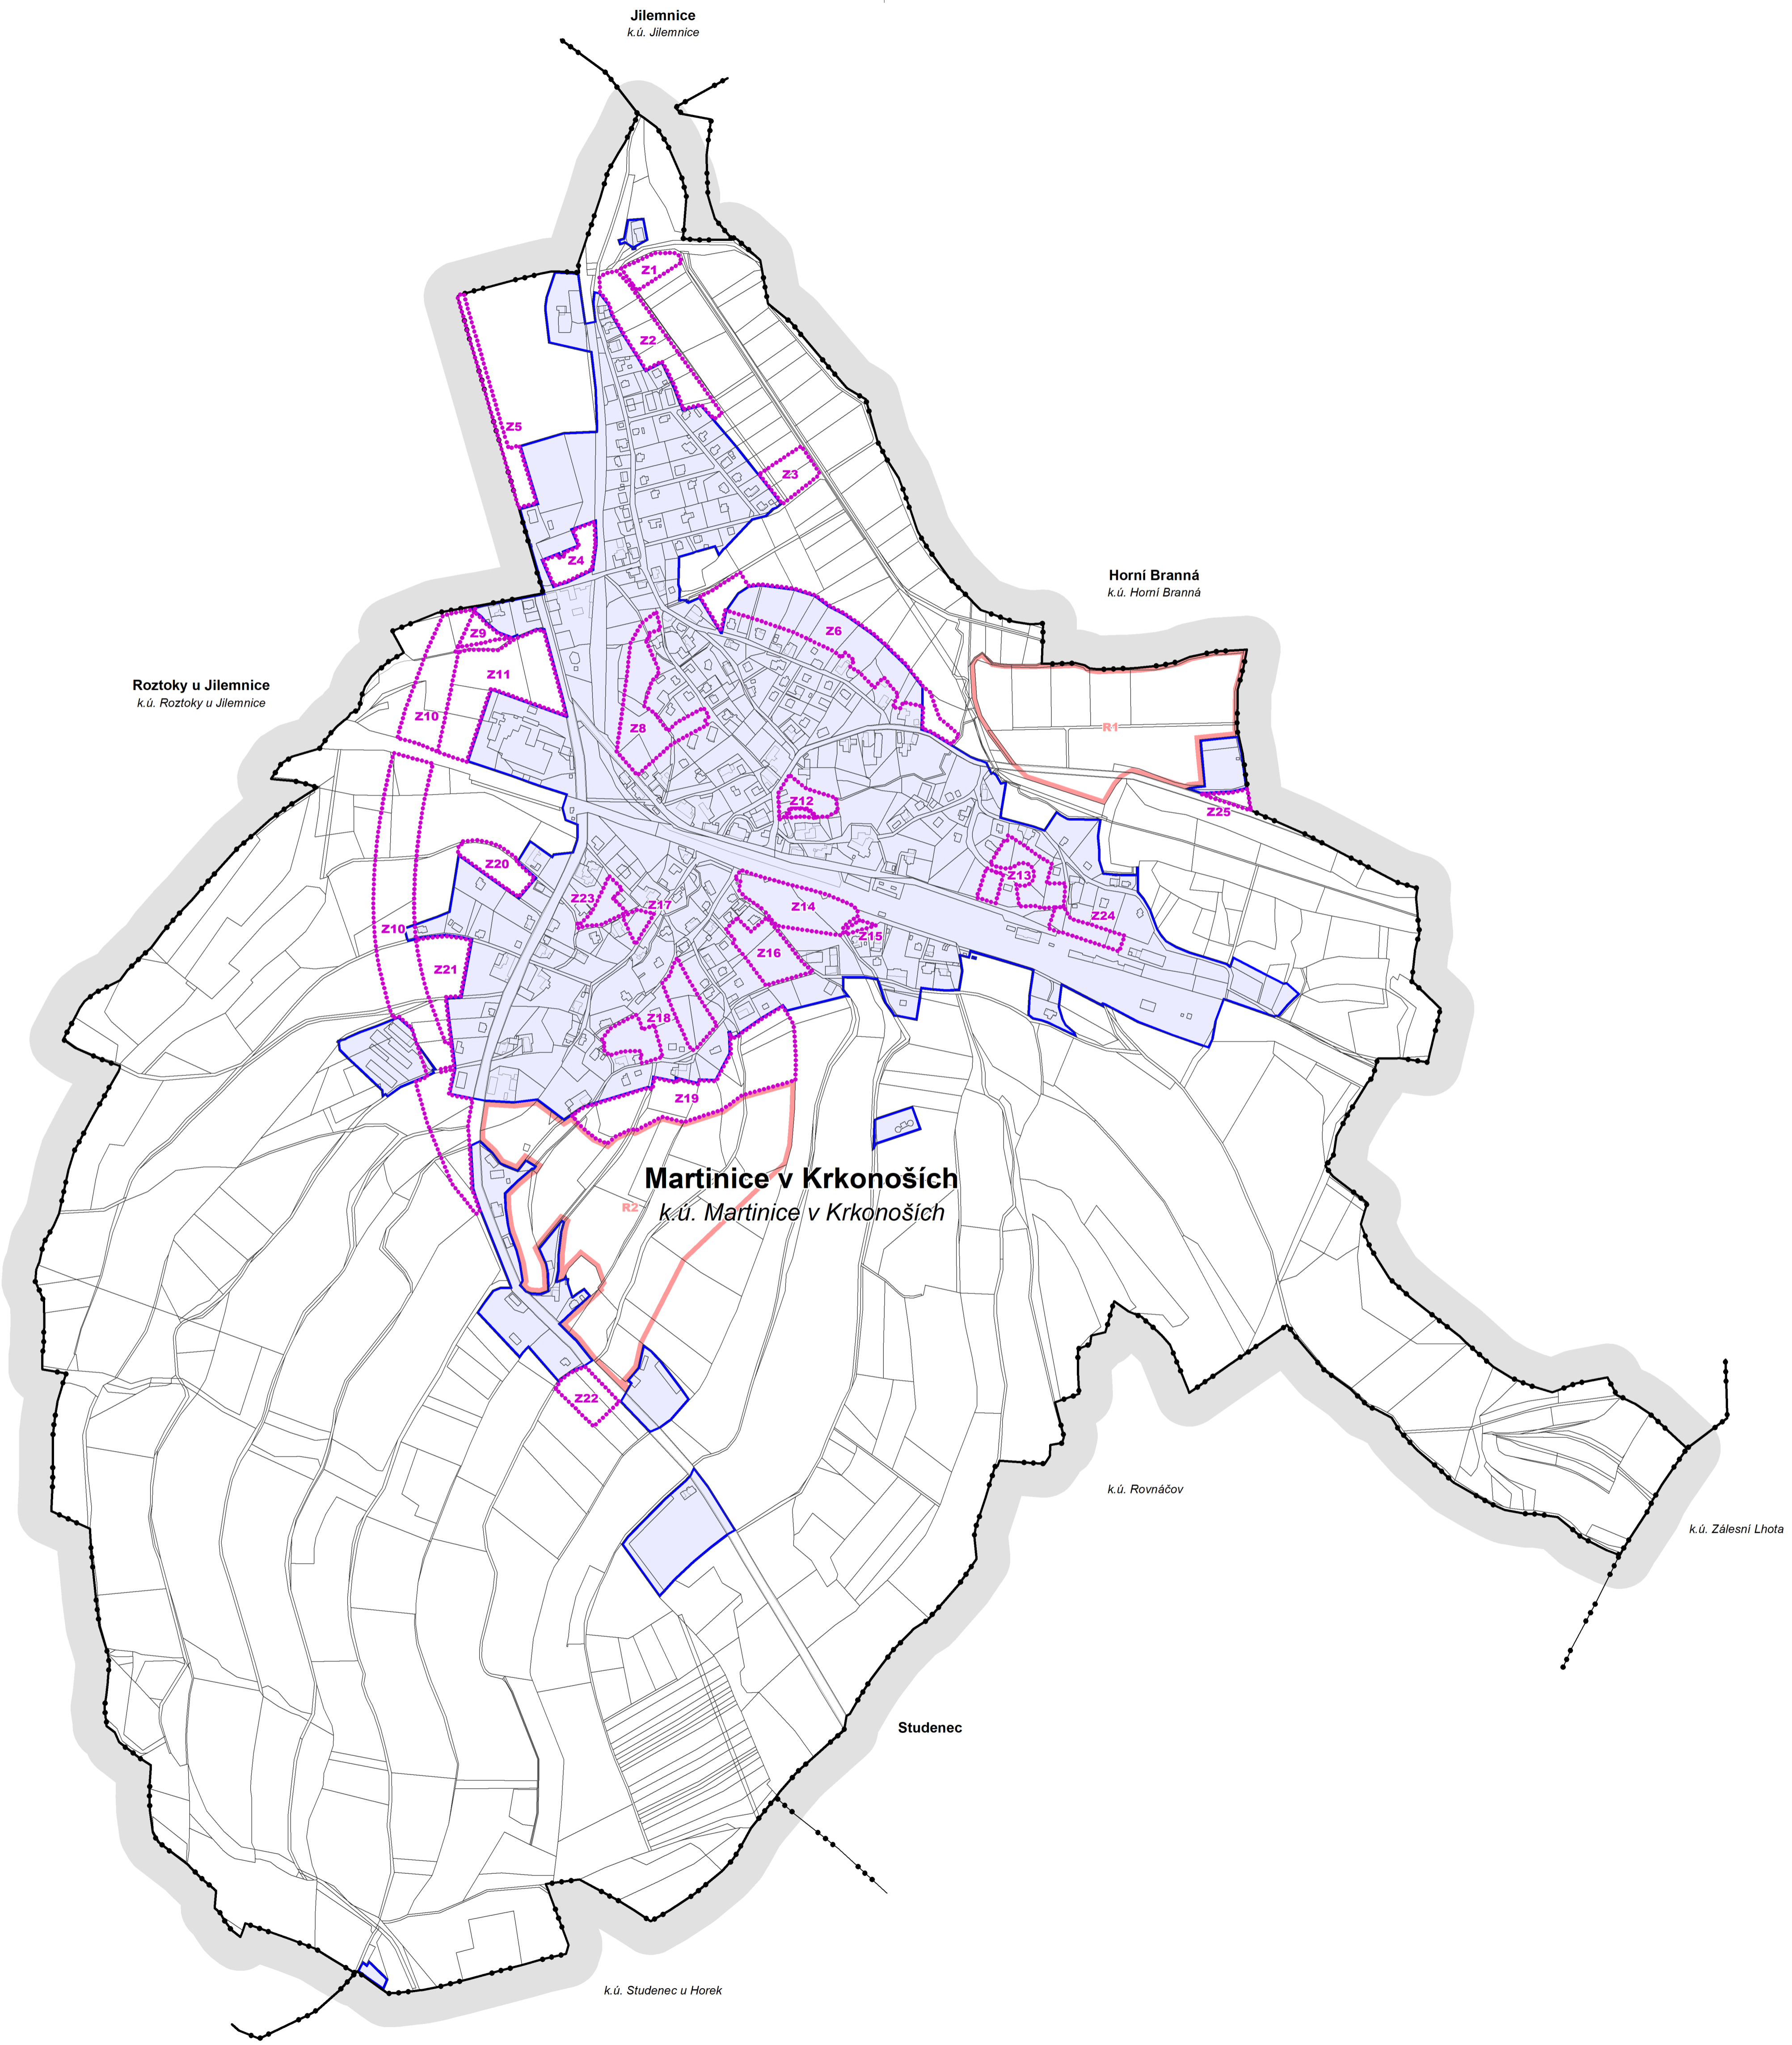 Jilemnice
k.ú. Jilemnice
Z1
Z2
Z5
Z3
Z4
Horní Branná
k.ú. Horní Branná
Z6
Z9
Z11
Roztoky u Jilemnice
k.ú. Roztoky u Jilemnice
Z10
Z8
R1
Z12
Z25
Z20
Z13
Z23
Z17
Z14
Z24
Z10
Z15
Z16
Z21
Z18
Z19
Martinice v Krkonoších
R2
k.ú. Martinice v Krkonoších
Z22
k.ú. Rovnáčov
k.ú. Zálesní Lhota
Studenec
k.ú. Studenec u Horek